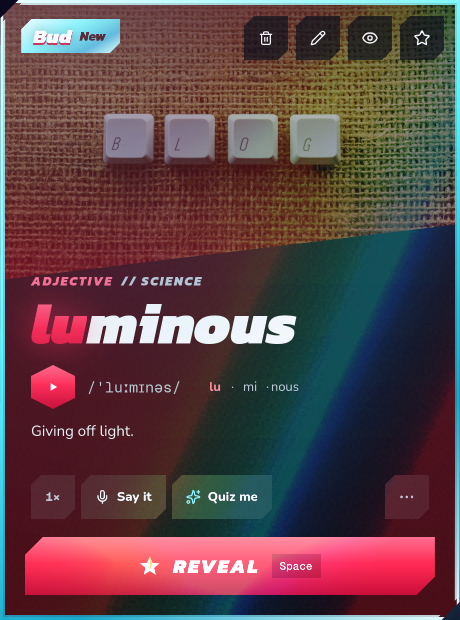 Bud New
B L O G
ADJECTIVE // SCIENCE
luminous
/ˈluːmɪnəs/ lu · mi · nous
Giving off light.
1× Say it Quiz me ...
REVEAL Space